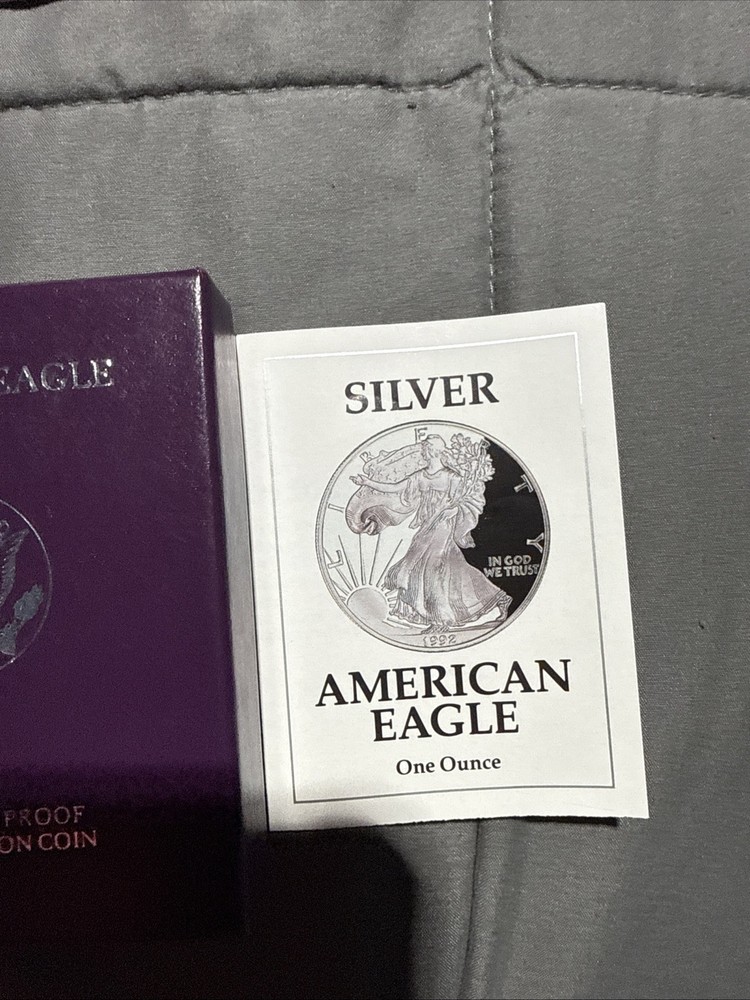 EAGLE
PROOF
ON COIN
SILVER
LIBERTY
IN GOD
WE TRUST
1992
AMERICAN
EAGLE
One Ounce